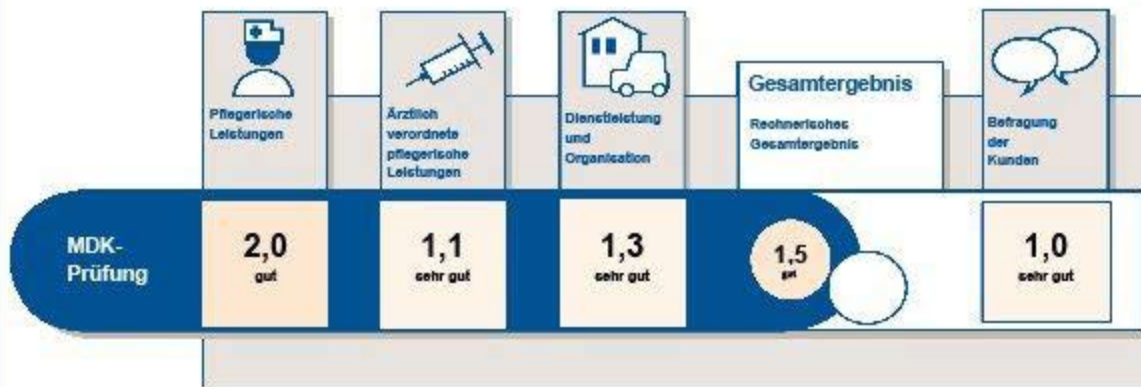 Pflegerische
Leistungen
Ärztlich
verordnete
pflegerische
Leistungen
Dienstleistung
und
Organisation
Gesamtergebnis
Rechnerisches
Gesamtergebnis
Befragung
der
Kunden
MDK-
Prüfung
2,0
gut
1,1
sehr gut
1,3
sehr gut
1,5
gut
1,0
sehr gut